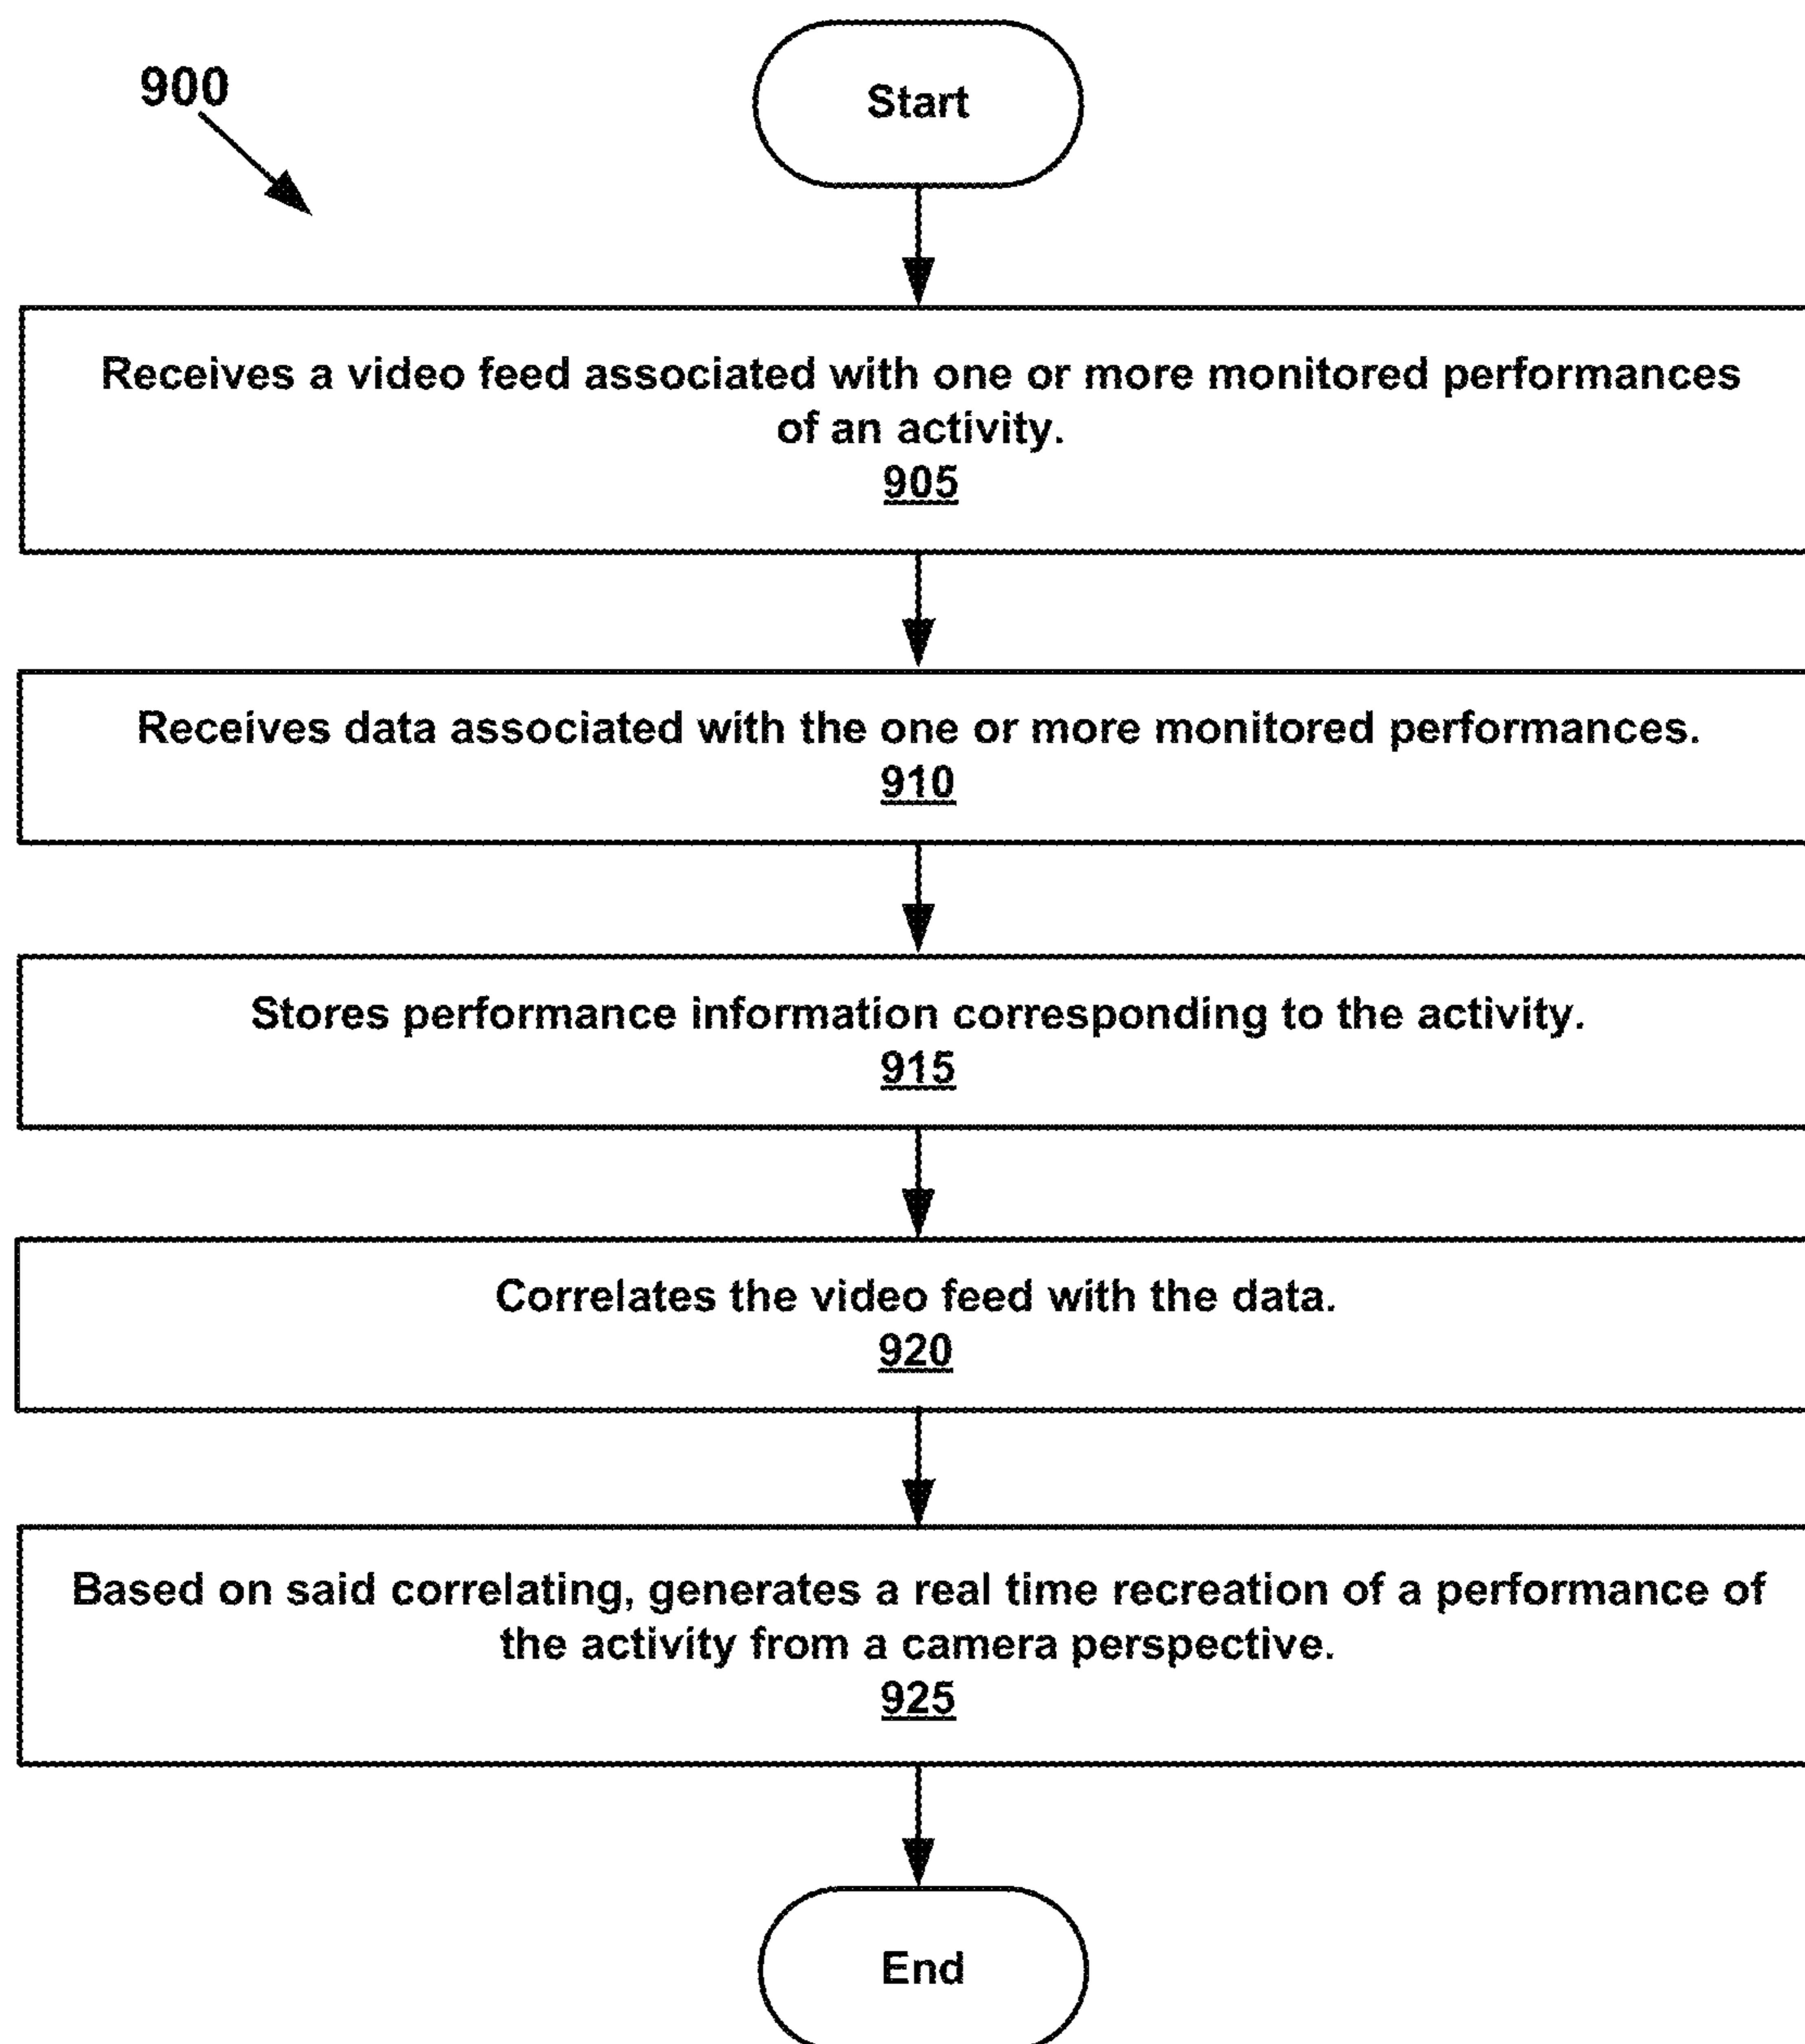 900
Start
Receives a video feed associated with one or more monitored performances
of an activity.
905
Receives data associated with the one or more monitored performances.
910
Stores performance information corresponding to the activity.
915
Correlates the video feed with the data.
920
Based on said correlating, generates a real time recreation of a performance of
the activity from a camera perspective.
925
End